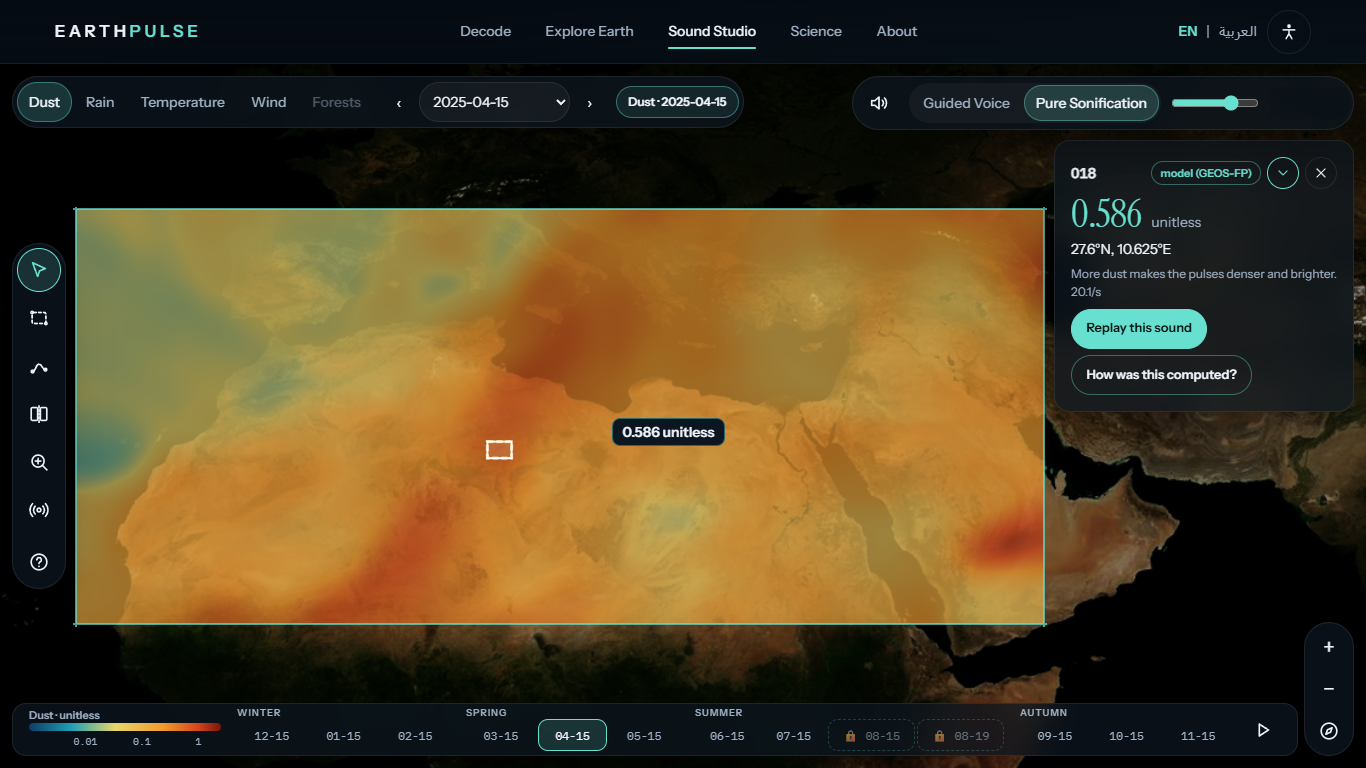 EARTHPULSE
Decode
Explore Earth
Sound Studio
Science
About
EN | العربية
Dust
Rain
Temperature
Wind
Forests
‹
2025-04-15
›
Dust · 2025-04-15
Guided Voice
Pure Sonification
018
model (GEOS-FP)
0.586 unitless
27.6°N, 10.625°E
More dust makes the pulses denser and brighter.
20.1/s
Replay this sound
How was this computed?
0.586 unitless
Dust · unitless
0.01 0.1 1
WINTER
12-15 01-15 02-15
SPRING
03-15 04-15 05-15
SUMMER
06-15 07-15 08-15 08-19
AUTUMN
09-15 10-15 11-15
+
−